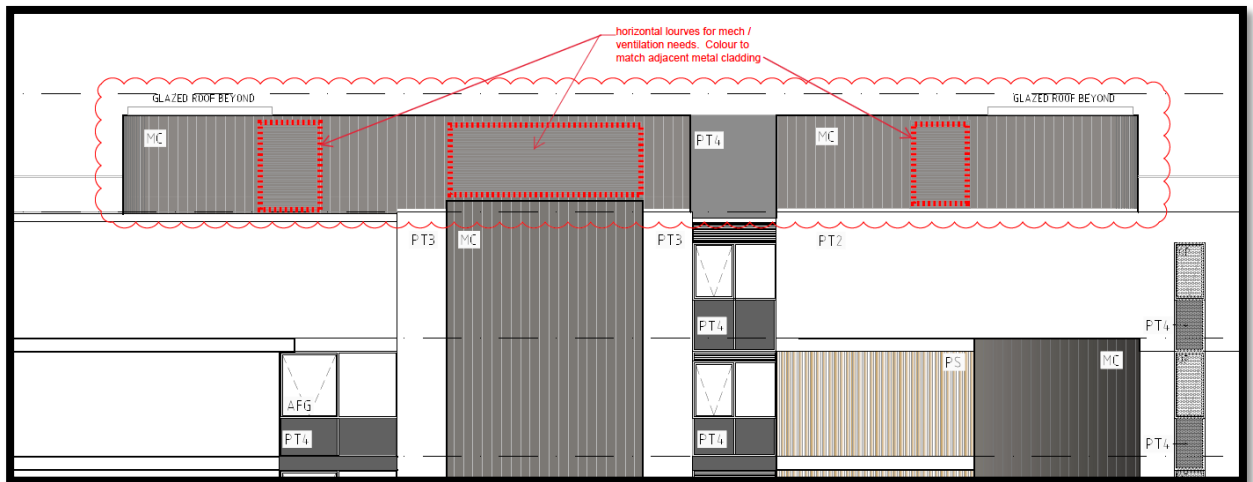 horizontal lourves for mech /
ventilation needs. Colour to
match adjacent metal cladding
GLAZED ROOF BEYOND
GLAZED ROOF BEYOND
MC
PT4
MC
PT3
MC
PT3
PT2
PT4
PT4
PS
MC
AFG
PT4
PT4
PT4